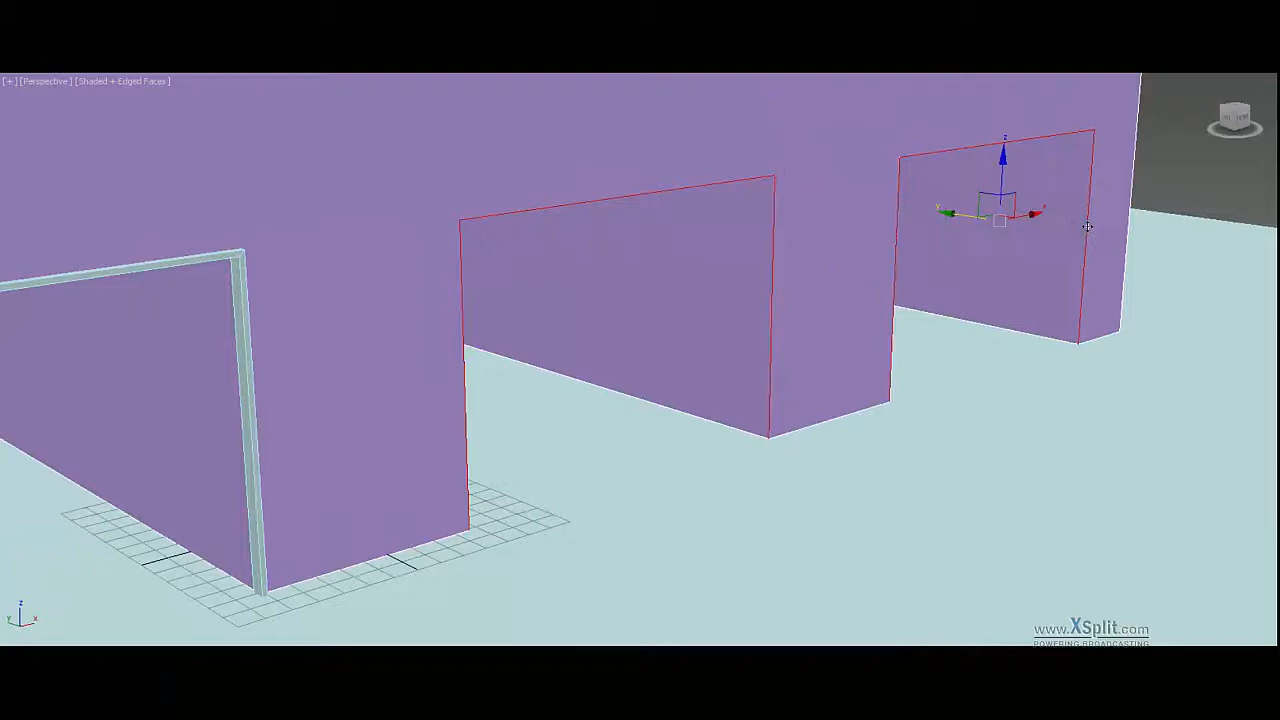 [+] [Perspective] [Shaded + Edged Faces]
z
y
x
z
y
x
www.XSplit.com
POWERING BROADCASTING